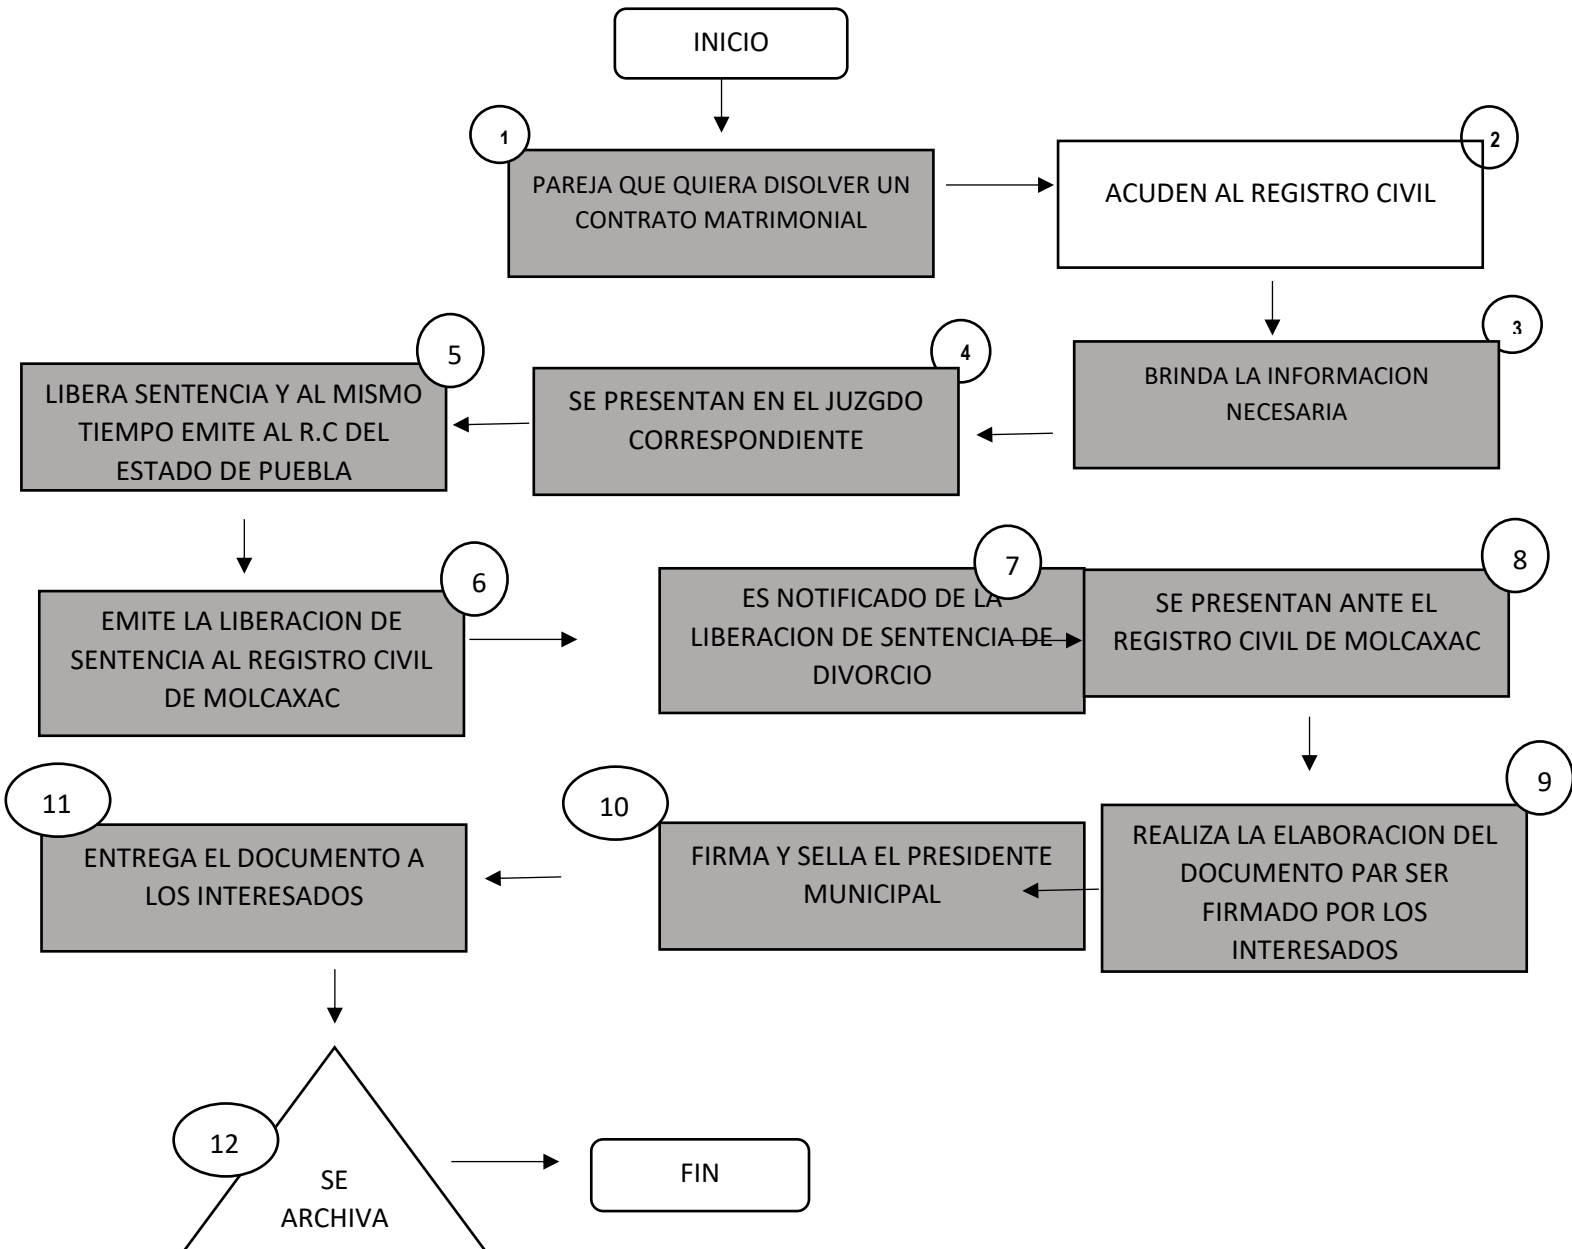 INICIO
1
PAREJA QUE QUIERA DISOLVER UN
CONTRATO MATRIMONIAL
2
ACUDEN AL REGISTRO CIVIL
3
BRINDA LA INFORMACION
NECESARIA
4
SE PRESENTAN EN EL JUZGDO
CORRESPONDIENTE
5
LIBERA SENTENCIA Y AL MISMO
TIEMPO EMITE AL R.C DEL
ESTADO DE PUEBLA
6
EMITE LA LIBERACION DE
SENTENCIA AL REGISTRO CIVIL
DE MOLCAXAC
7
ES NOTIFICADO DE LA
LIBERACION DE SENTENCIA DE
DIVORCIO
8
SE PRESENTAN ANTE EL
REGISTRO CIVIL DE MOLCAXAC
9
REALIZA LA ELABORACION DEL
DOCUMENTO PAR SER
FIRMADO POR LOS
INTERESADOS
10
FIRMA Y SELLA EL PRESIDENTE
MUNICIPAL
11
ENTREGA EL DOCUMENTO A
LOS INTERESADOS
12
SE
ARCHIVA
FIN